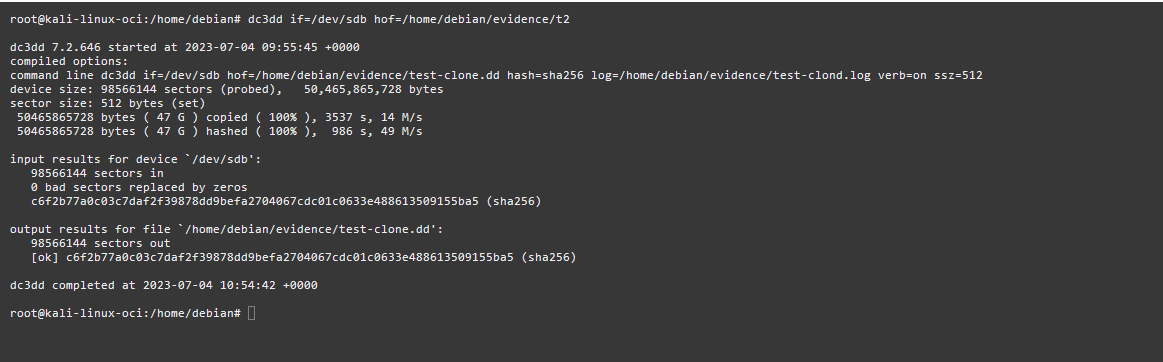 root@kali-linux-oci:/home/debian# dc3dd if=/dev/sdb hof=/home/debian/evidence/t2
dc3dd 7.2.646 started at 2023-07-04 09:55:45 +0000
compiled options:
command line dc3dd if=/dev/sdb hof=/home/debian/evidence/test-clone.dd hash=sha256 log=/home/debian/evidence/test-clond.log verb=on ssz=512
device size: 98566144 sectors (probed),   50,465,865,728 bytes
sector size: 512 bytes (set)
50465865728 bytes ( 47 G ) copied ( 100% ), 3537 s, 14 M/s
50465865728 bytes ( 47 G ) hashed ( 100% ),  986 s, 49 M/s
input results for device `/dev/sdb':
98566144 sectors in
0 bad sectors replaced by zeros
c6f2b77a0c03c7daf2f39878dd9befa2704067cdc01c0633e488613509155ba5 (sha256)
output results for file `/home/debian/evidence/test-clone.dd':
98566144 sectors out
[ok] c6f2b77a0c03c7daf2f39878dd9befa2704067cdc01c0633e488613509155ba5 (sha256)
dc3dd completed at 2023-07-04 10:54:42 +0000
root@kali-linux-oci:/home/debian#